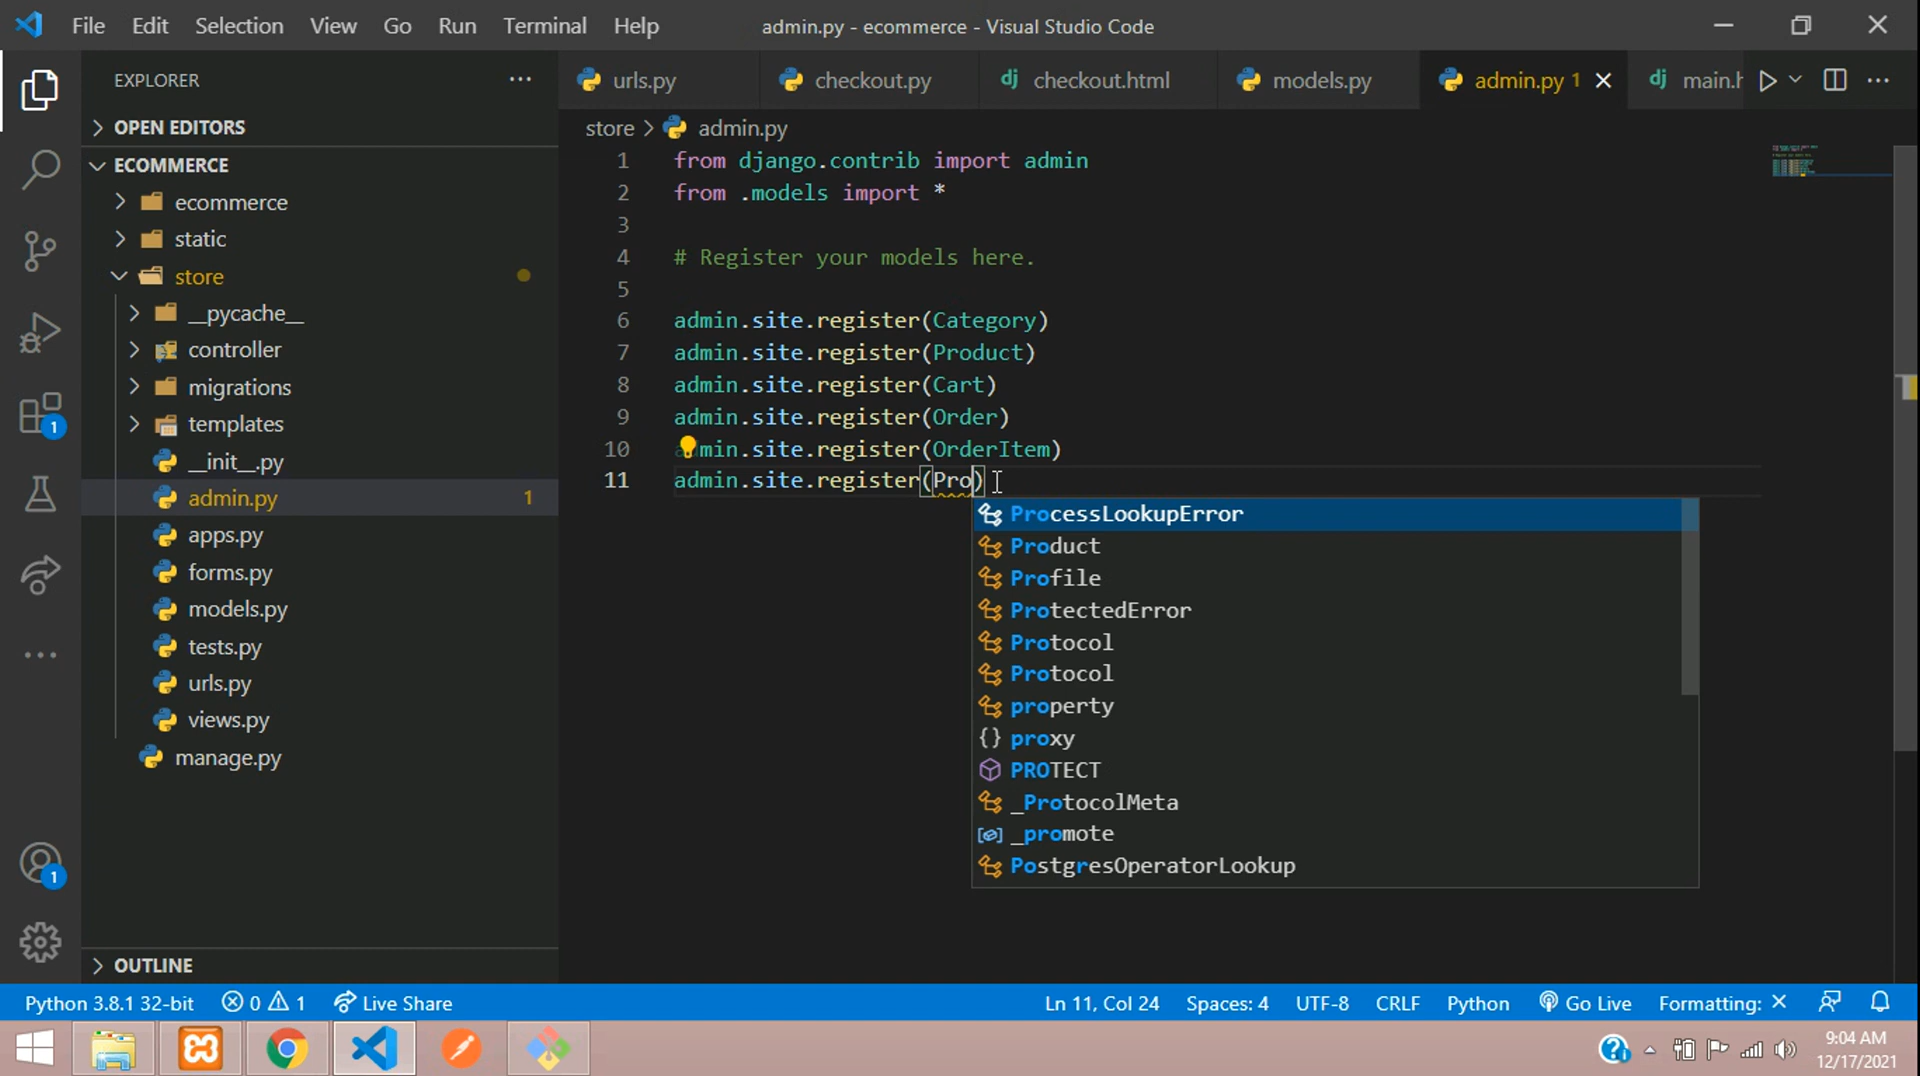 File Edit Selection View Go Run Terminal Help
admin.py - ecommerce - Visual Studio Code
EXPLORER
OPEN EDITORS
ECOMMERCE
ecommerce
static
store
__pycache__
controller
migrations
templates
__init__.py
admin.py 1
apps.py
forms.py
models.py
tests.py
urls.py
views.py
manage.py
OUTLINE
urls.py checkout.py checkout.html models.py admin.py 1 main.h
store > admin.py
1 from django.contrib import admin
2 from .models import *
3
4 # Register your models here.
5
6 admin.site.register(Category)
7 admin.site.register(Product)
8 admin.site.register(Cart)
9 admin.site.register(Order)
10 admin.site.register(OrderItem)
11 admin.site.register(Pro)
ProcessLookupError
Product
Profile
ProtectedError
Protocol
Protocol
property
proxy
PROTECT
_ProtocolMeta
_promote
PostgresOperatorLookup
1
1
Python 3.8.1 32-bit 0 1 Live Share Ln 11, Col 24 Spaces: 4 UTF-8 CRLF Python Go Live Formatting: ×
9:04 AM
12/17/2021